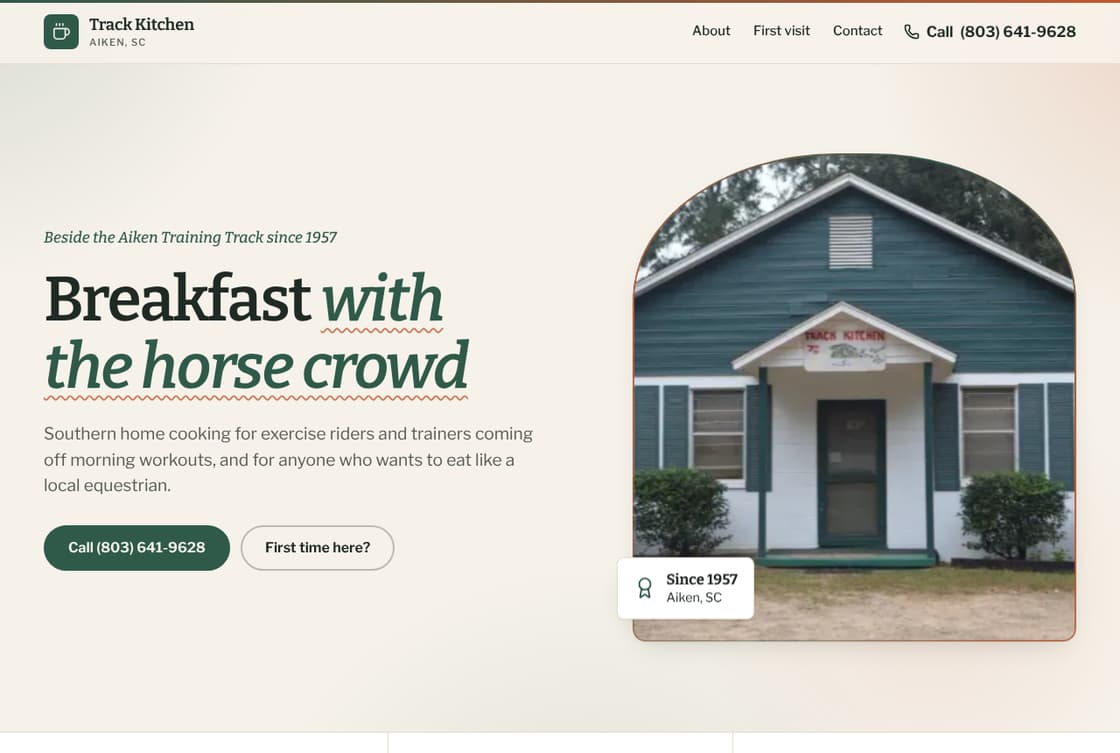 Track Kitchen
AIKEN, SC
About
First visit
Contact
Call (803) 641-9628
Beside the Aiken Training Track since 1957
Breakfast with
the horse crowd
Southern home cooking for exercise riders and trainers coming
off morning workouts, and for anyone who wants to eat like a
local equestrian.
Call (803) 641-9628
First time here?
TRACK KITCHEN
Since 1957
Aiken, SC